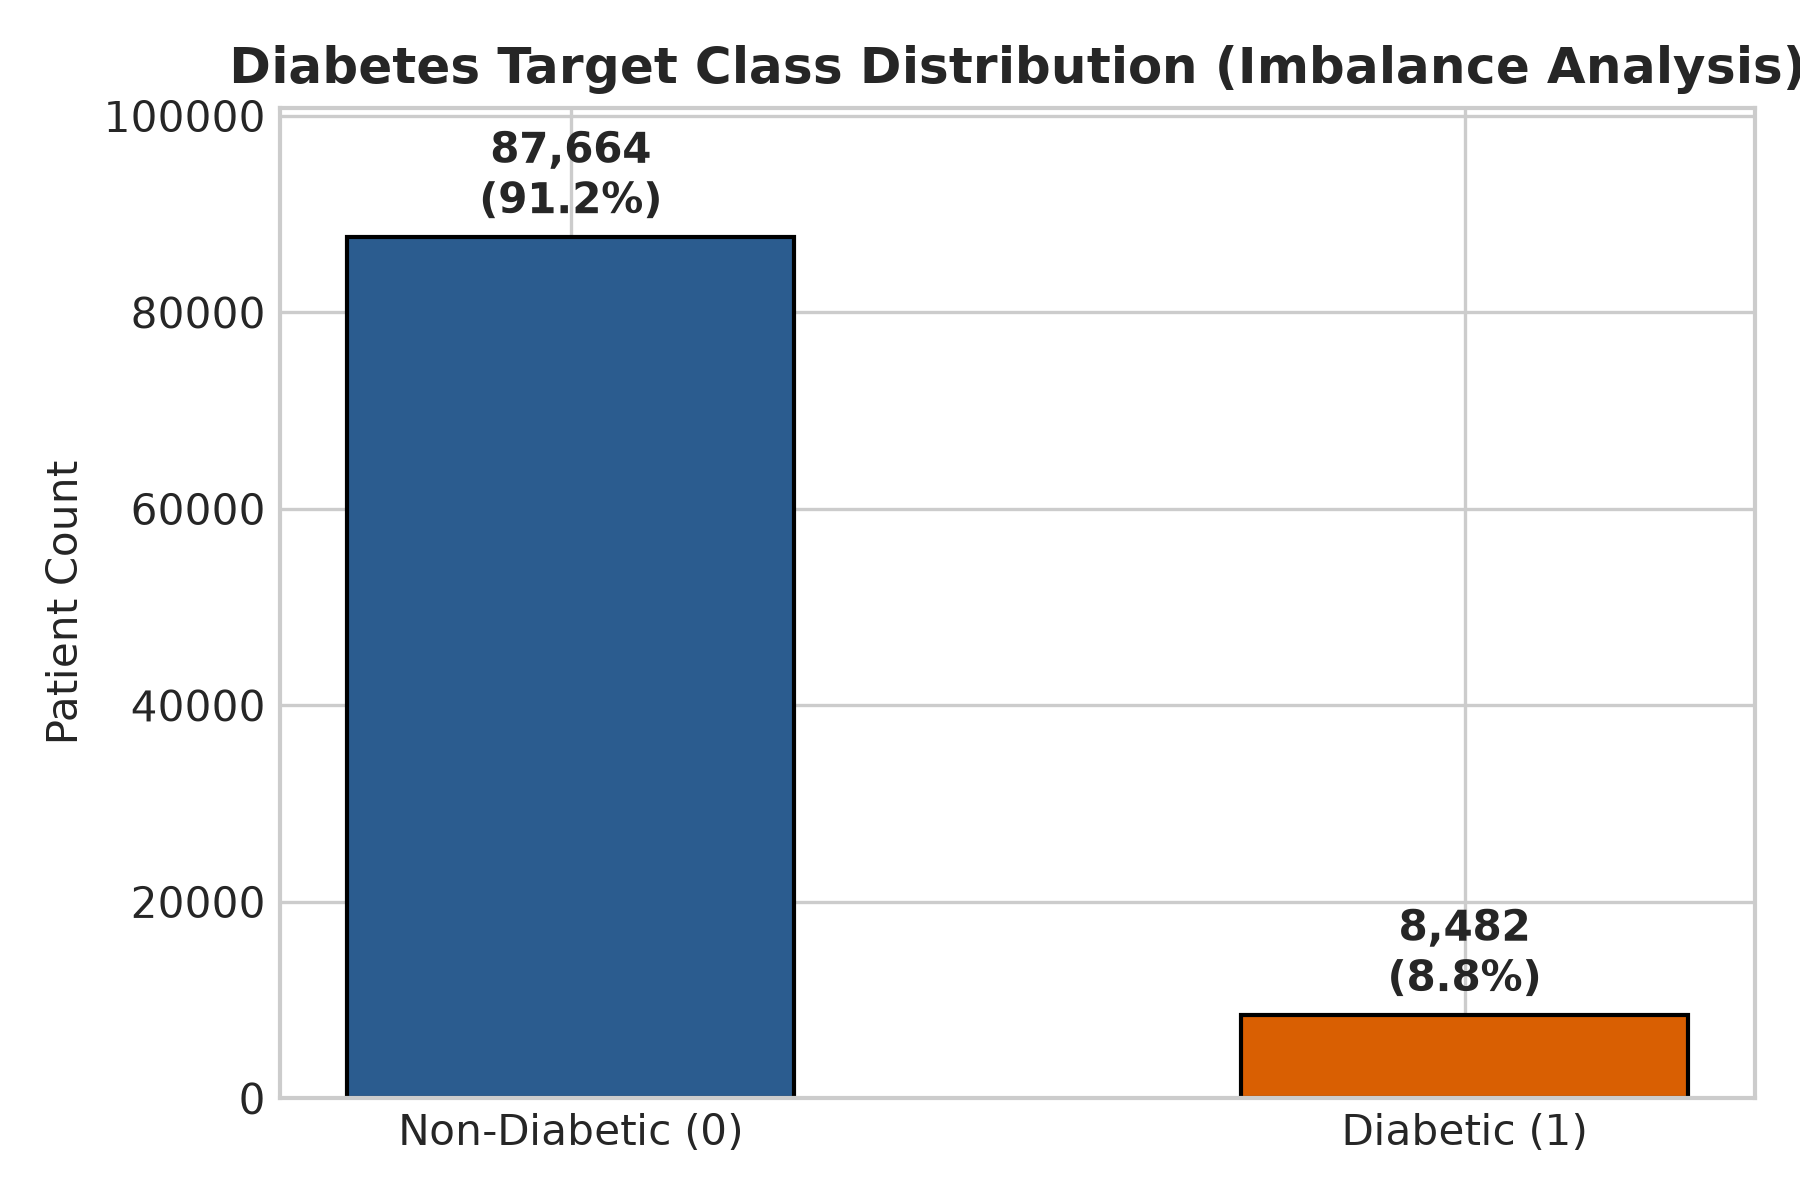 Diabetes Target Class Distribution (Imbalance Analysis)
100000
80000
60000
40000
20000
0
Patient Count
87,664
(91.2%)
8,482
(8.8%)
Non-Diabetic (0)
Diabetic (1)